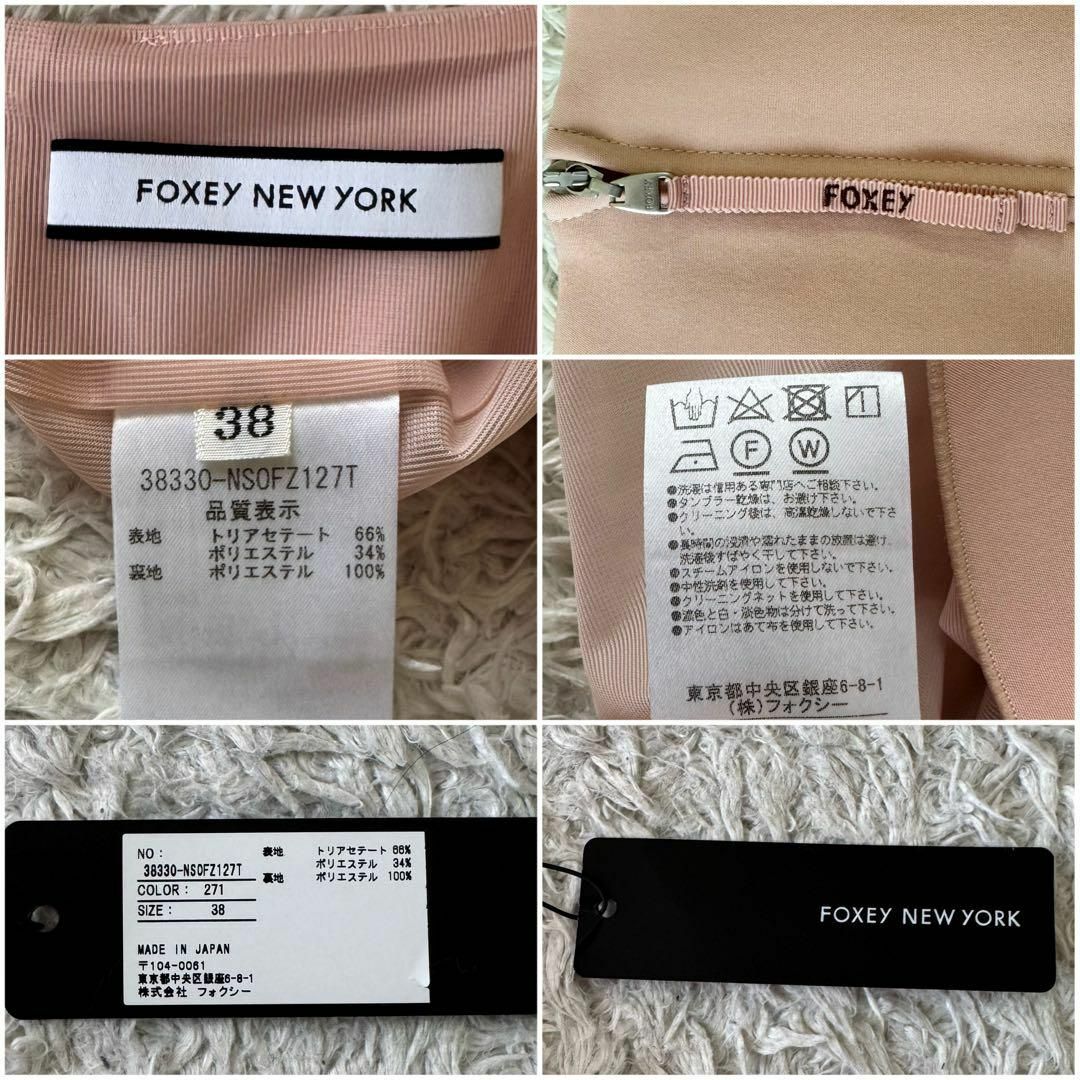 FOXEY NEW YORK
FOXEY
FOXEY
38
38330-NSOFZ127T
品質表示
表地 トリアセテート 66%
ポリエステル 34%
裏地 ポリエステル 100%
F W
●洗濯は信用ある専門店へご相談下さい。
●タンブラー乾燥は、お避け下さい。
●クリーニング後は、高温乾燥しないで下さ
い。
●長時間の浸漬や濡れたままの放置は避け、
洗濯後すばやく干して下さい。
●スチームアイロンを使用しないで下さい。
●中性洗剤を使用して下さい。
●クリーニングネットを使用して下さい。
●濃色と白・淡色物は分けて洗って下さい。
●アイロンはあて布を使用して下さい。
東京都中央区銀座6-8-1
(株)フォクシー
NO:
38330-NSOFZ127T
COLOR: 271
SIZE: 38
表地 トリアセテート 66%
ポリエステル 34%
裏地 ポリエステル 100%
MADE IN JAPAN
〒104-0061
東京都中央区銀座6-8-1
株式会社 フォクシー
FOXEY NEW YORK